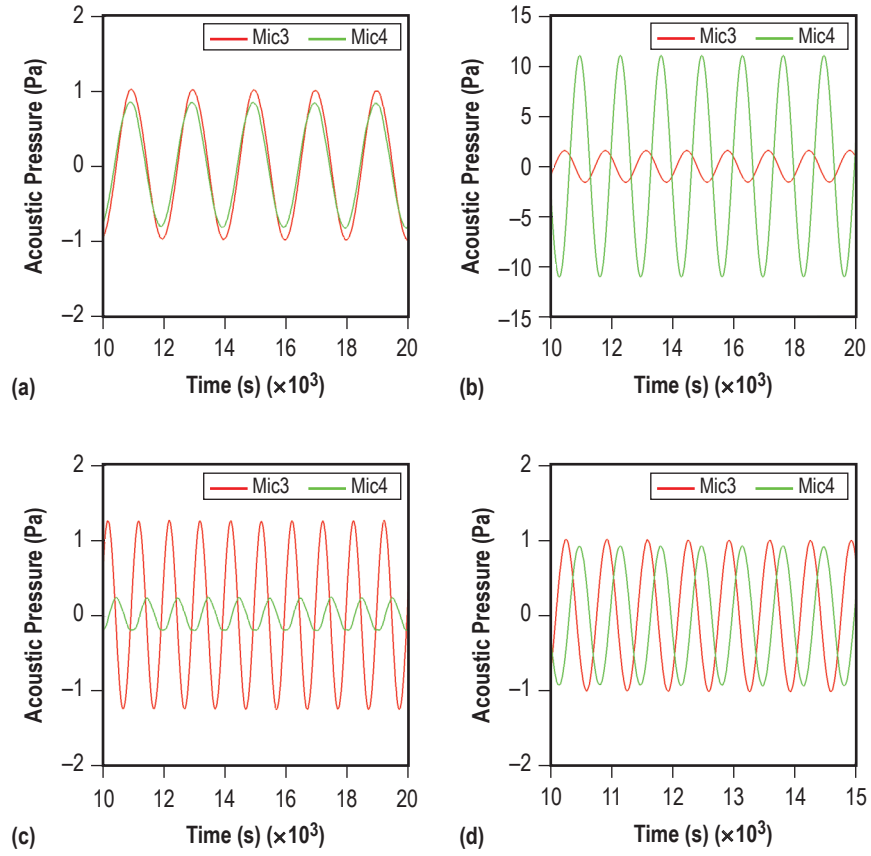 Mic3 Mic4
2
1
0
–1
–2
Acoustic Pressure (Pa)
10 12 14 16 18 20
Time (s) (×10³)
(a)
Mic3 Mic4
15
10
5
0
–5
–10
–15
Acoustic Pressure (Pa)
10 12 14 16 18 20
Time (s) (×10³)
(b)
Mic3 Mic4
2
1
0
–1
–2
Acoustic Pressure (Pa)
10 12 14 16 18 20
Time (s) (×10³)
(c)
Mic3 Mic4
2
1
0
–1
–2
Acoustic Pressure (Pa)
10 11 12 13 14 15
Time (s) (×10³)
(d)